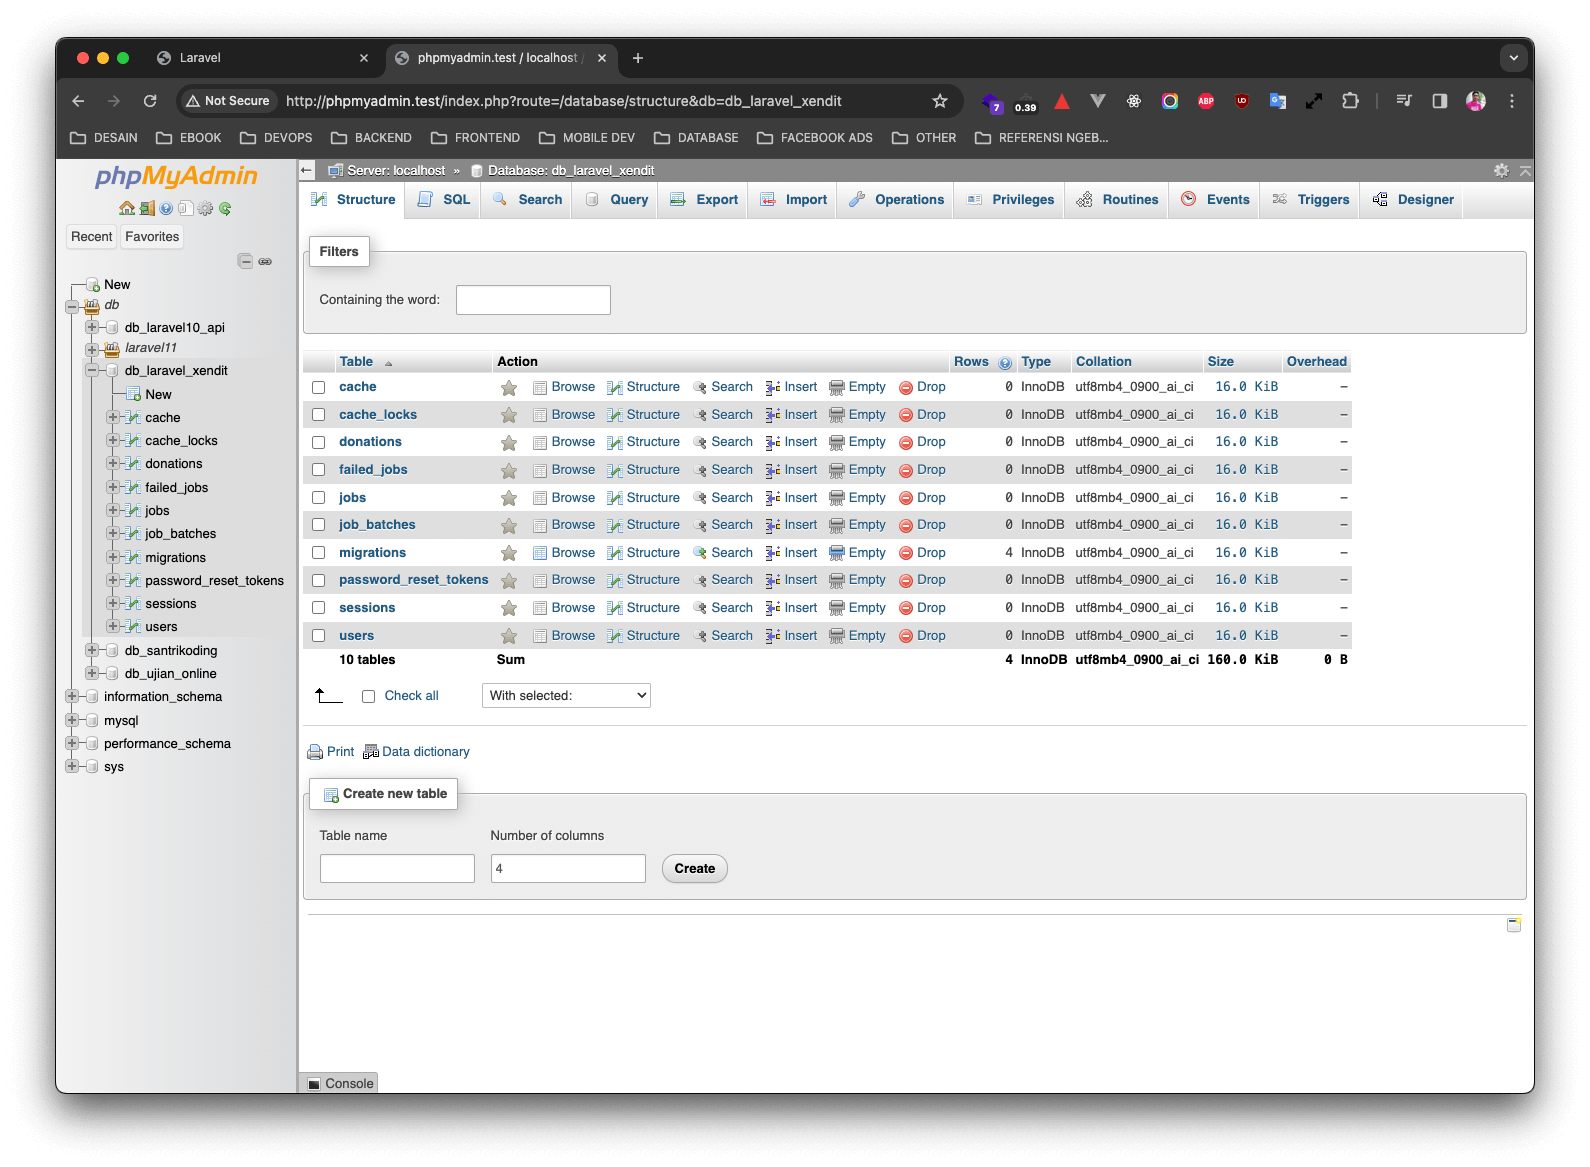 Laravel
phpmyadmin.test / localhost /
Not Secure
http://phpmyadmin.test/index.php?route=/database/structure&db=db_laravel_xendit
7
0.39
ABP
UD
DESAIN
EBOOK
DEVOPS
BACKEND
FRONTEND
MOBILE DEV
DATABASE
FACEBOOK ADS
OTHER
REFERENSI NGEB...
phpMyAdmin
Recent
Favorites
New
db
db_laravel10_api
laravel11
db_laravel_xendit
New
cache
cache_locks
donations
failed_jobs
jobs
job_batches
migrations
password_reset_tokens
sessions
users
db_santrikoding
db_ujian_online
information_schema
mysql
performance_schema
sys
Server: localhost » Database: db_laravel_xendit
Structure SQL Search Query Export Import Operations Privileges Routines Events Triggers Designer
Filters
Containing the word:
Table Action Rows Type Collation Size Overhead
cache Browse Structure Search Insert Empty Drop 0 InnoDB utf8mb4_0900_ai_ci 16.0 KiB –
cache_locks Browse Structure Search Insert Empty Drop 0 InnoDB utf8mb4_0900_ai_ci 16.0 KiB –
donations Browse Structure Search Insert Empty Drop 0 InnoDB utf8mb4_0900_ai_ci 16.0 KiB –
failed_jobs Browse Structure Search Insert Empty Drop 0 InnoDB utf8mb4_0900_ai_ci 16.0 KiB –
jobs Browse Structure Search Insert Empty Drop 0 InnoDB utf8mb4_0900_ai_ci 16.0 KiB –
job_batches Browse Structure Search Insert Empty Drop 0 InnoDB utf8mb4_0900_ai_ci 16.0 KiB –
migrations Browse Structure Search Insert Empty Drop 4 InnoDB utf8mb4_0900_ai_ci 16.0 KiB –
password_reset_tokens Browse Structure Search Insert Empty Drop 0 InnoDB utf8mb4_0900_ai_ci 16.0 KiB –
sessions Browse Structure Search Insert Empty Drop 0 InnoDB utf8mb4_0900_ai_ci 16.0 KiB –
users Browse Structure Search Insert Empty Drop 0 InnoDB utf8mb4_0900_ai_ci 16.0 KiB –
10 tables Sum 4 InnoDB utf8mb4_0900_ai_ci 160.0 KiB 0 B
Check all
With selected:
Print
Data dictionary
Create new table
Table name
Number of columns
4
Create
Console